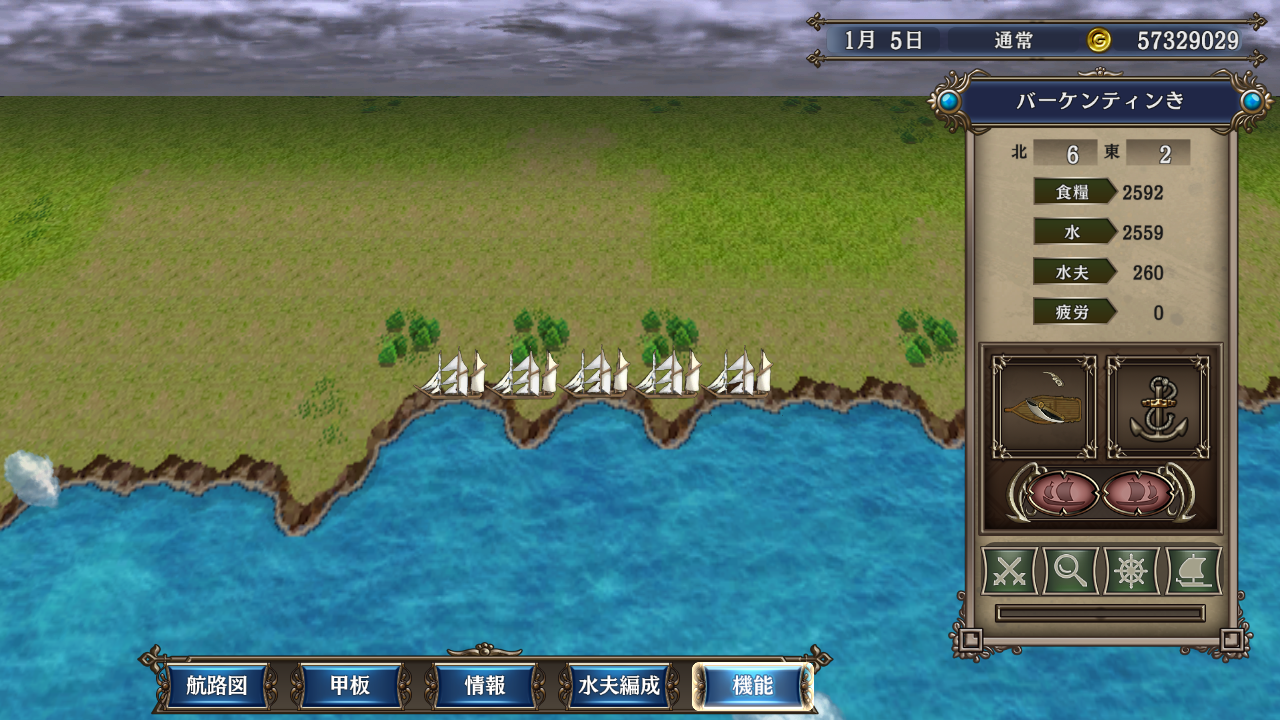 1月 5日 通常 G 57329029
バーケンティンき
北 6 東 2
食糧 2592
水 2559
水夫 260
疲労 0
航路図 甲板 情報 水夫編成 機能